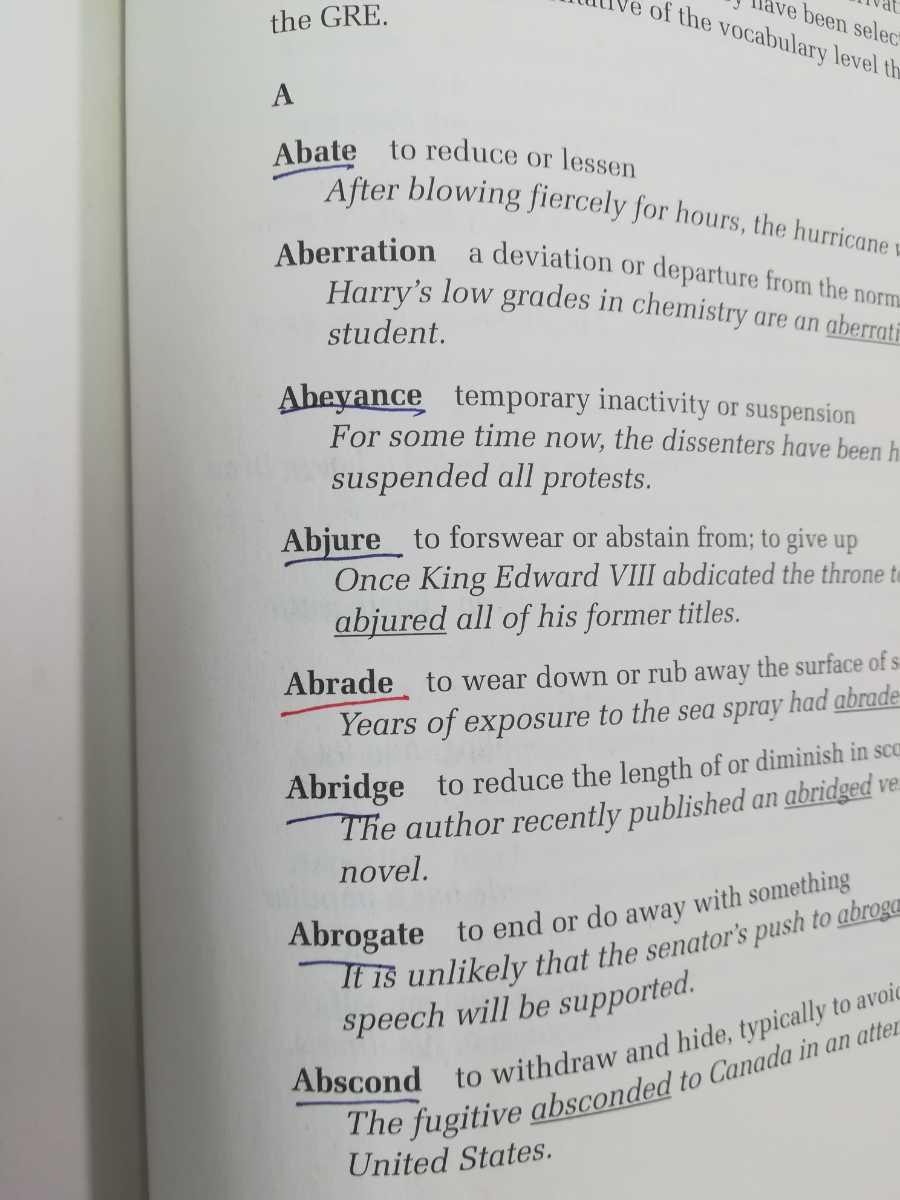 have been selec
of the vocabulary level th
the GRE.
A
Abate to reduce or lessen
After blowing fiercely for hours, the hurricane
Aberration a deviation or departure from the norm
Harry's low grades in chemistry are an aberrati
student.
Abeyance temporary inactivity or suspension
For some time now, the dissenters have been h
suspended all protests.
Abjure to forswear or abstain from; to give up
Once King Edward VIII abdicated the throne t
abjured all of his former titles.
Abrade to wear down or rub away the surface of s
Years of exposure to the sea spray had abrade
Abridge to reduce the length of or diminish in sco
The author recently published an abridged ve
novel.
Abrogate to end or do away with something
It is unlikely that the senator's push to abroga
speech will be supported.
Abscond to withdraw and hide, typically to avoi
The fugitive absconded to Canada in an atte
United States.